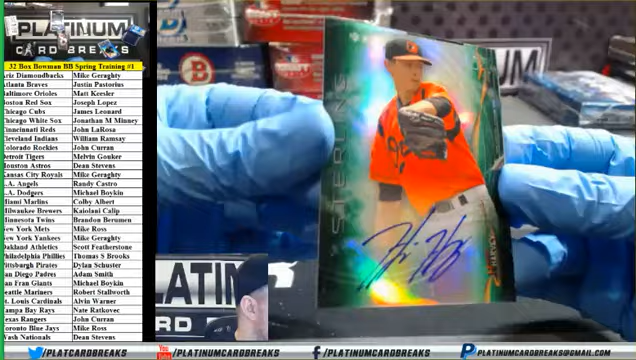 PLATINUM
CARD BREAKS
32 Box Bowman BB Spring Training #1
Ariz Diamondbacks Mike Geraghty
Atlanta Braves Justin Pastorius
Baltimore Orioles Matt Keesler
Boston Red Sox Joseph Lopez
Chicago Cubs James Leonard
Chicago White Sox Jonathan M Minney
Cincinnati Reds John LaRosa
Cleveland Indians William Ramsay
Colorado Rockies John Curan
Detroit Tigers Melvin Gouker
Houston Astros Dean Stevens
Kansas City Royals Mike Geraghty
L.A. Angels Randy Castro
L.A. Dodgers Michael Boykin
Miami Marlins Colby Albert
Milwaukee Brewers Kaiolani Calip
Minnesota Twins Brandon Berumen
New York Mets Mike Ross
New York Yankees Mike Geraghty
Oakland Athletics Scott Featherstone
Philadelphia Phillies Thomas S Brooks
Pittsburgh Pirates Dylan Schuster
San Diego Padres Adam Smith
San Fran Giants Michael Boykin
Seattle Mariners Robert Stallworth
St. Louis Cardinals Alvin Warner
Tampa Bay Rays Nate Ratkovec
Texas Rangers John Curan
Toronto Blue Jays Mike Ross
Wash Nationals Dean Stevens
STERLING
HARVEY
/PLATCARDBREAKS
/PLATINUMCARDBREAKS
/PLATINUMCARDBREAKS
PLATINUMCARDBREAKS@GMAIL.COM